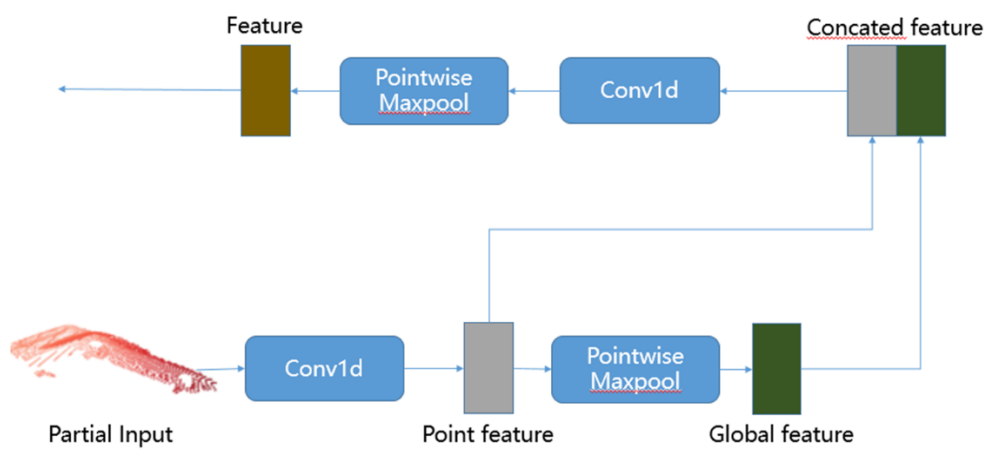 Feature
Concated feature
Pointwise
Maxpool
Conv1d
Conv1d
Pointwise
Maxpool
Partial Input
Point feature
Global feature